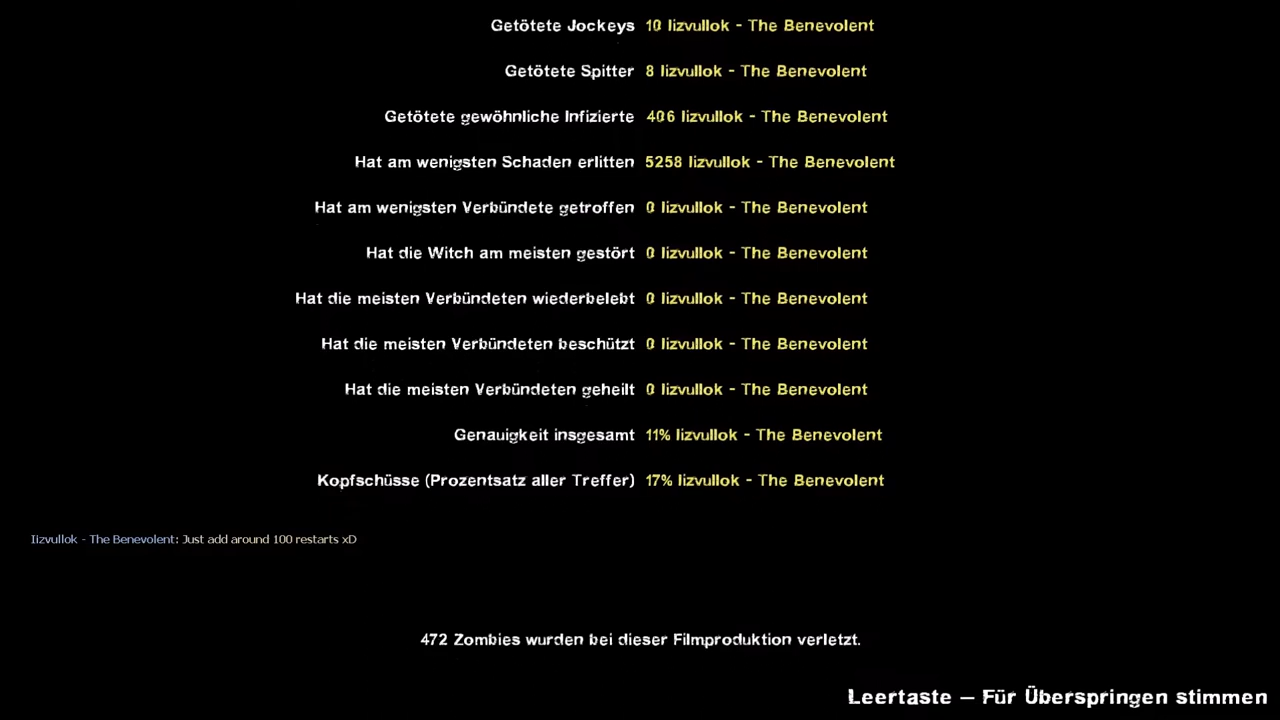 Getötete Jockeys 10 Iizvullok - The Benevolent
Getötete Spitter 8 Iizvullok - The Benevolent
Getötete gewöhnliche Infizierte 406 Iizvullok - The Benevolent
Hat am wenigsten Schaden erlitten 5258 Iizvullok - The Benevolent
Hat am wenigsten Verbündete getroffen 0 Iizvullok - The Benevolent
Hat die Witch am meisten gestört 0 Iizvullok - The Benevolent
Hat die meisten Verbündeten wiederbelebt 0 Iizvullok - The Benevolent
Hat die meisten Verbündeten beschützt 0 Iizvullok - The Benevolent
Hat die meisten Verbündeten geheilt 0 Iizvullok - The Benevolent
Genauigkeit insgesamt 11% Iizvullok - The Benevolent
Kopfschüsse (Prozentsatz aller Treffer) 17% Iizvullok - The Benevolent
Iizvullok - The Benevolent: Just add around 100 restarts xD
472 Zombies wurden bei dieser Filmproduktion verletzt.
Leertaste – Für Überspringen stimmen